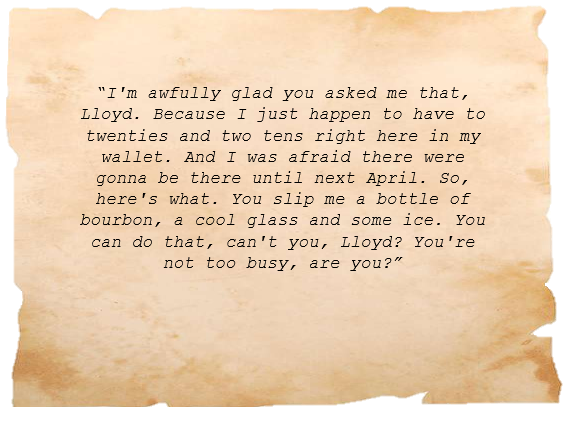 “I'm awfully glad you asked me that,
Lloyd. Because I just happen to have to
twenties and two tens right here in my
wallet. And I was afraid there were
gonna be there until next April. So,
here's what. You slip me a bottle of
bourbon, a cool glass and some ice. You
can do that, can't you, Lloyd? You're
not too busy, are you?”